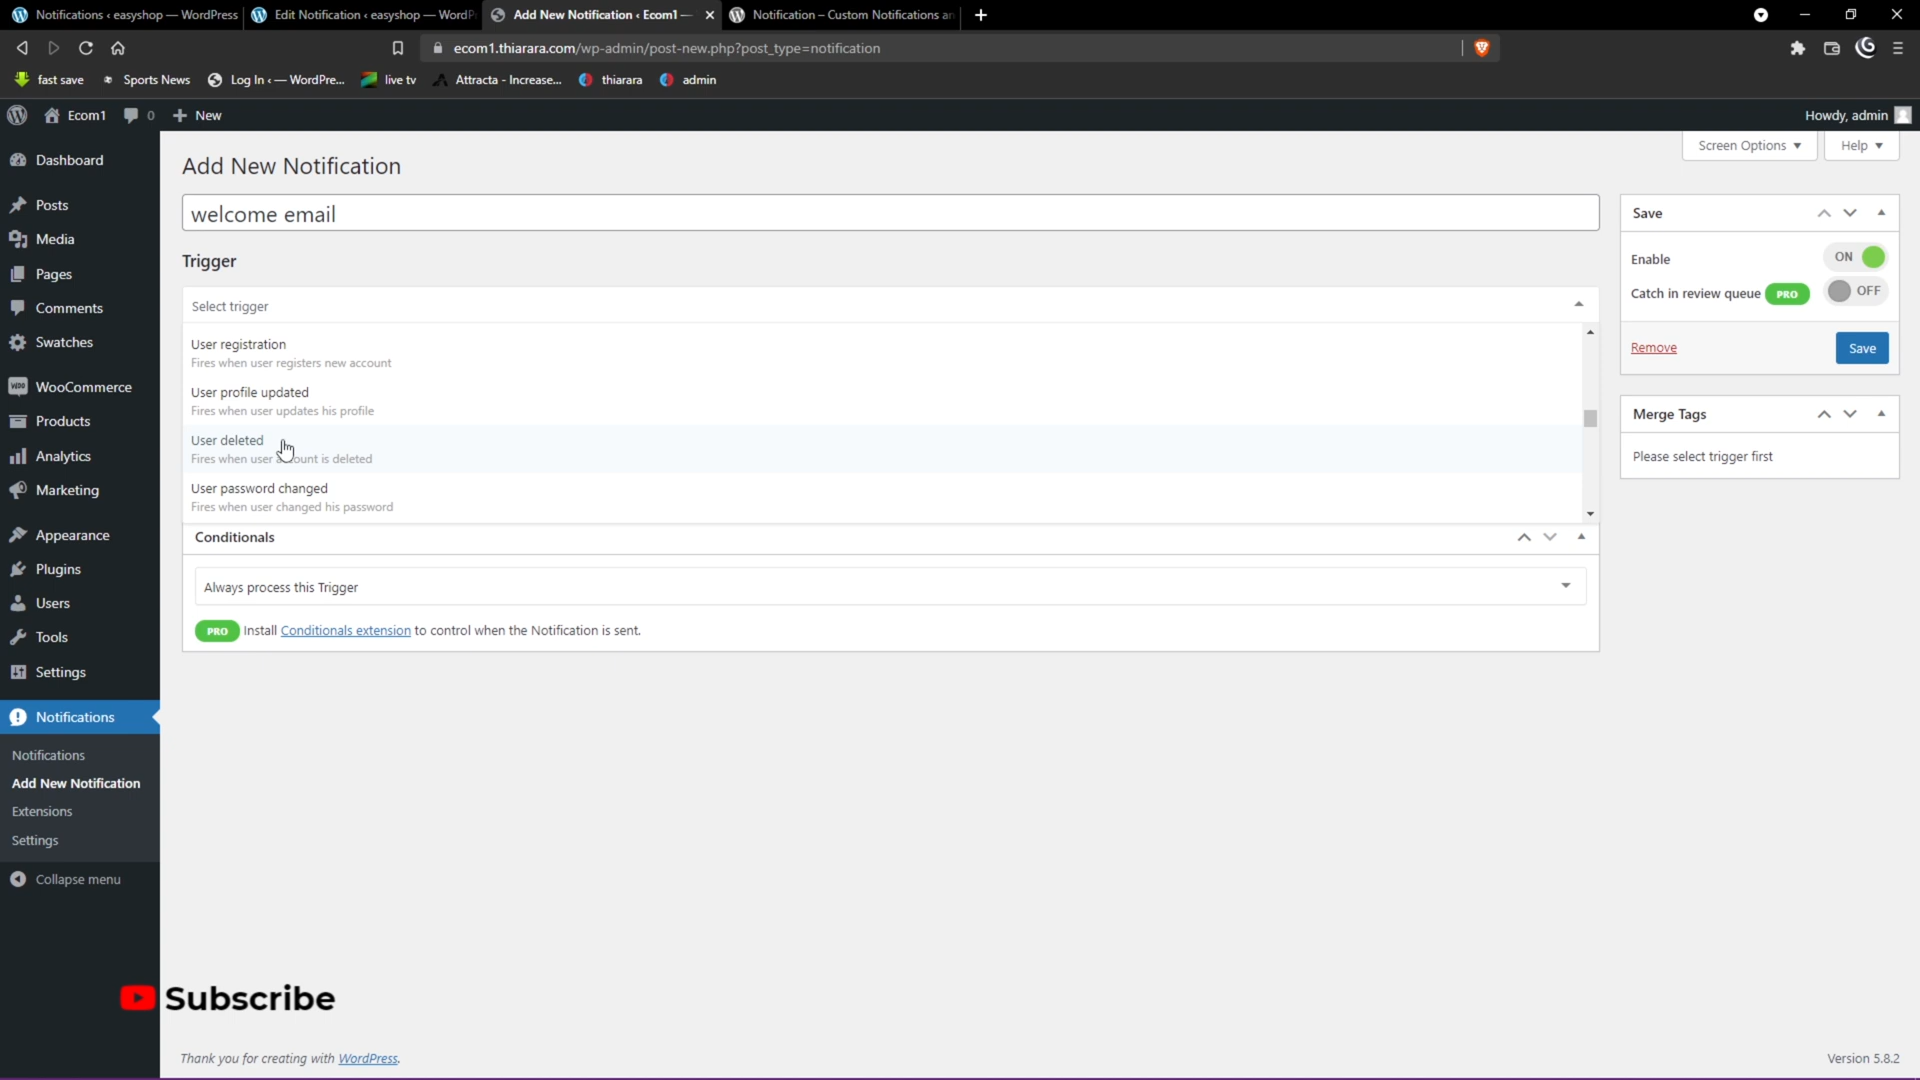 Notifications ‹ easyshop — WordPress
Edit Notification ‹ easyshop — WordP
Add New Notification ‹ Ecom1 —
Notification – Custom Notifications an
ecom1.thiarara.com/wp-admin/post-new.php?post_type=notification
fast save
Sports News
Log In ‹ — WordPre...
live tv
Attracta - Increase...
thiarara
admin
Ecom1
0
New
Howdy, admin
Screen Options
Help
Dashboard
Posts
Media
Pages
Comments
Swatches
WooCommerce
Products
Analytics
Marketing
Appearance
Plugins
Users
Tools
Settings
Notifications
Notifications
Add New Notification
Extensions
Settings
Collapse menu
Add New Notification
welcome email
Trigger
Select trigger
User registration
Fires when user registers new account
User profile updated
Fires when user updates his profile
User deleted
Fires when user account is deleted
User password changed
Fires when user changed his password
Conditionals
Always process this Trigger
PRO Install Conditionals extension to control when the Notification is sent.
Save
Enable
ON
Catch in review queue PRO
OFF
Remove
Save
Merge Tags
Please select trigger first
Subscribe
Thank you for creating with WordPress.
Version 5.8.2